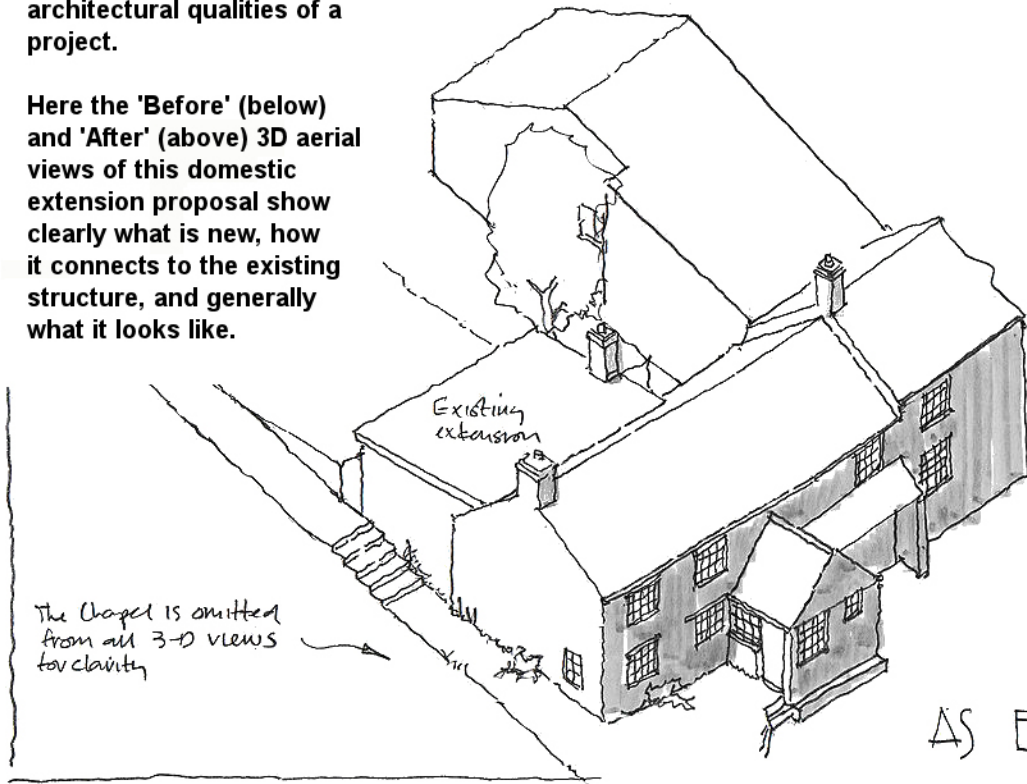 architectural qualities of a
project.
Here the 'Before' (below)
and 'After' (above) 3D aerial
views of this domestic
extension proposal show
clearly what is new, how
it connects to the existing
structure, and generally
what it looks like.
Existing
extension
The Chapel is omitted
from all 3-D views
for clarity
AS E